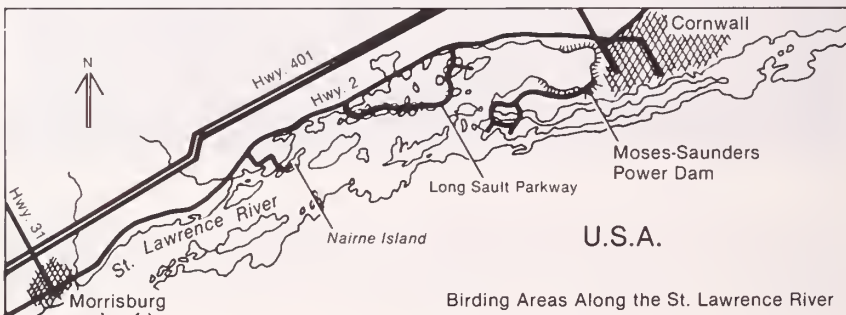 Cornwall
N
Hwy. 401
Hwy. 2
Moses-Saunders
Power Dam
Long Sault Parkway
Hwy. 31
St. Lawrence River
Nairne Island
U.S.A.
Morrisburg
Birding Areas Along the St. Lawrence River